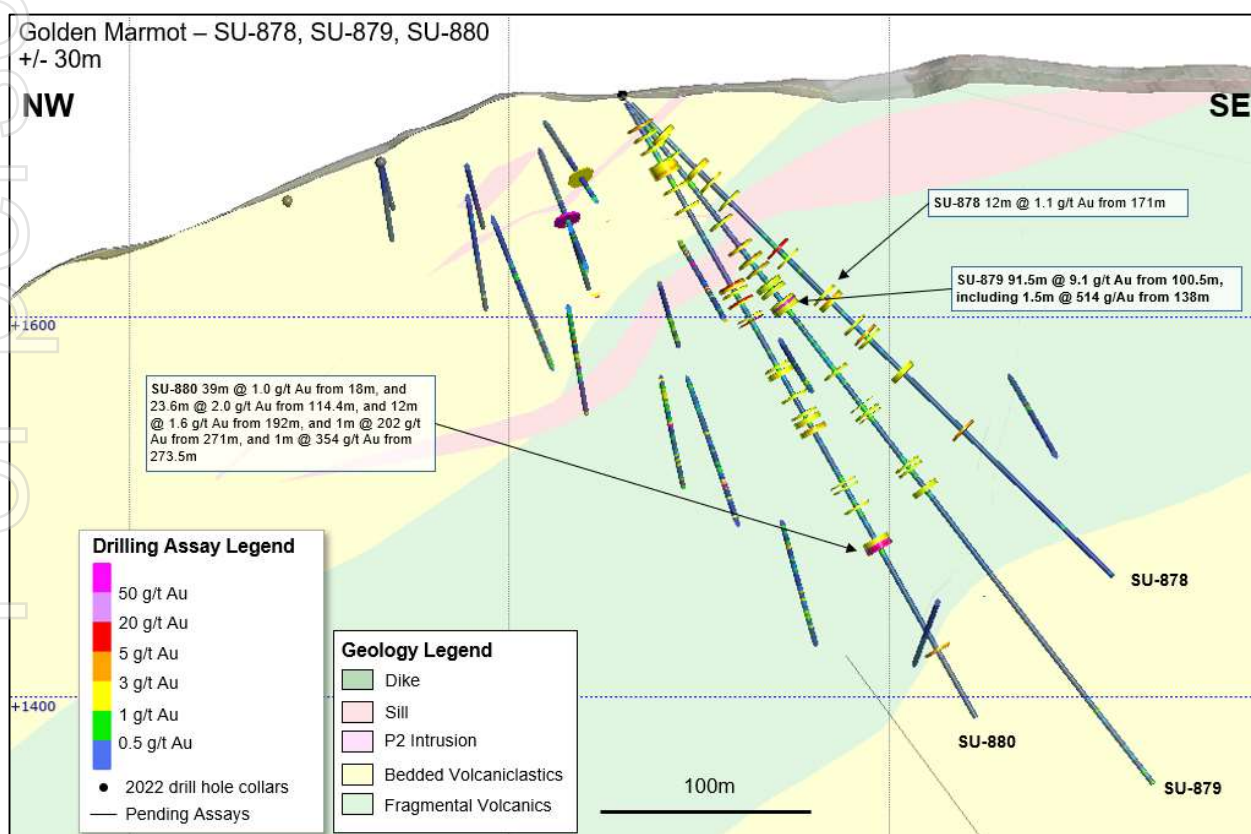 Golden Marmot – SU-878, SU-879, SU-880
+/- 30m
NW
SE
SU-878 12m @ 1.1 g/t Au from 171m
SU-879 91.5m @ 9.1 g/t Au from 100.5m,
including 1.5m @ 514 g/Au from 138m
+1600
SU-880 39m @ 1.0 g/t Au from 18m, and
23.6m @ 2.0 g/t Au from 114.4m, and 12m
@ 1.6 g/t Au from 192m, and 1m @ 202 g/t
Au from 271m, and 1m @ 354 g/t Au from
273.5m
Drilling Assay Legend
50 g/t Au
20 g/t Au
5 g/t Au
3 g/t Au
1 g/t Au
0.5 g/t Au
2022 drill hole collars
Pending Assays
Geology Legend
Dike
Sill
P2 Intrusion
Bedded Volcaniclastics
Fragmental Volcanics
+1400
100m
SU-878
SU-880
SU-879